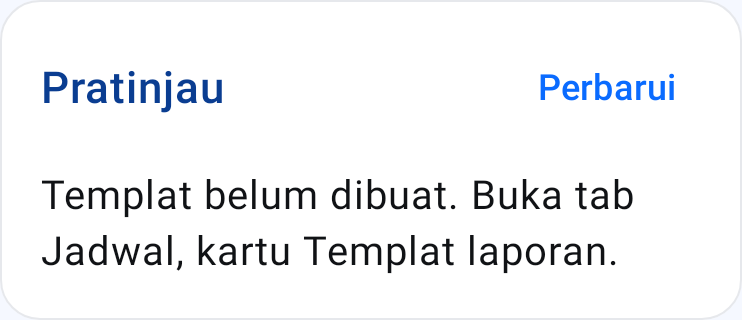 Pratinjau
Perbarui
Templat belum dibuat. Buka tab
Jadwal, kartu Templat laporan.